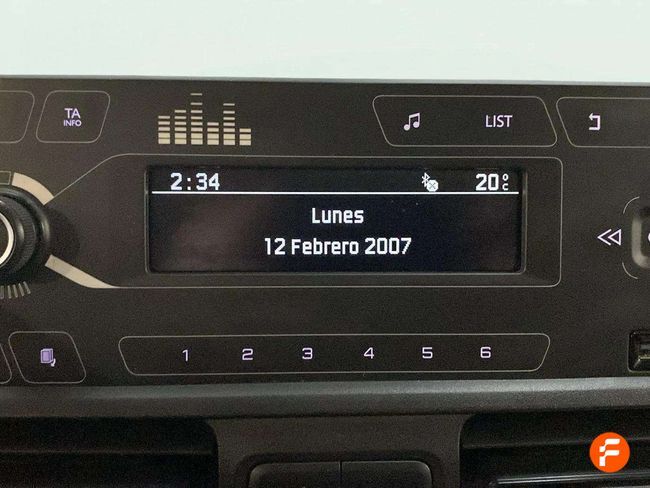 TA
INFO
LIST
2:34
20°C
Lunes
12 Febrero 2007
1 2 3 4 5 6